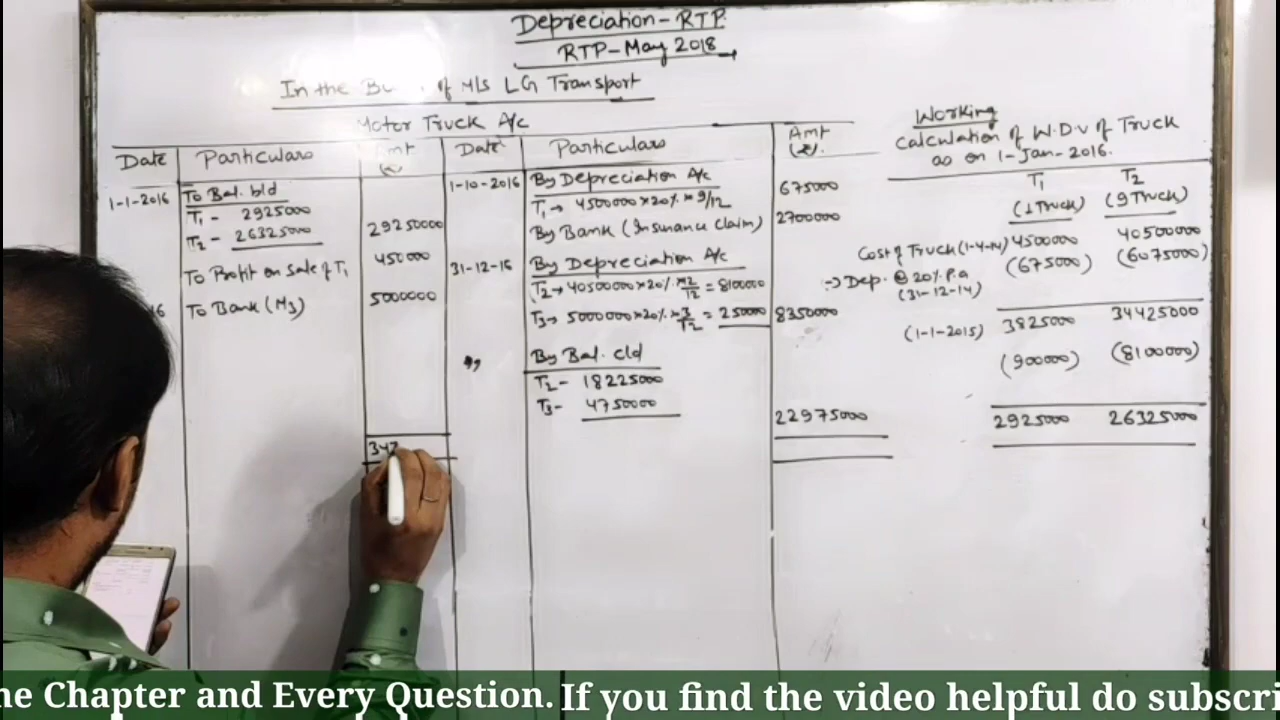 Depreciation - RTP
RTP - May 2018
In the of M/s LG Transport
Motor Truck A/c
Date Particulars Amt (₹) Date Particulars Amt (₹).
1-1-2016 To Bal. b/d
T1 - 2925000
T2 - 26325000 29250000
To Profit on Sale of T1 450000
16 To Bank (M3) 5000000
347
1-10-2016 By Depreciation A/c 675000
T1 → 4500000 × 20% × 9/12
By Bank (Insurance Claim) 2700000
31-12-16 By Depreciation A/c
T2 → 40500000 × 20% × 12/12 = 8100000
T3 → 5000000 × 20% × 3/12 = 250000 8350000
,, By Bal. c/d
T2 - 18225000
T3 - 4750000
22975000
Working
Calculation of W.D.V of Truck
as on 1-Jan-2016.
T1 T2
(1 Truck) (9 Truck)
Cost of Truck (1-4-14) 4500000 40500000
-> Dep. @ 20% P.a (675000) (6075000)
(31-12-14)
(1-1-2015) 3825000 34425000
(900000) (8100000)
2925000 26325000
ne Chapter and Every Question. If you find the video helpful do subscri